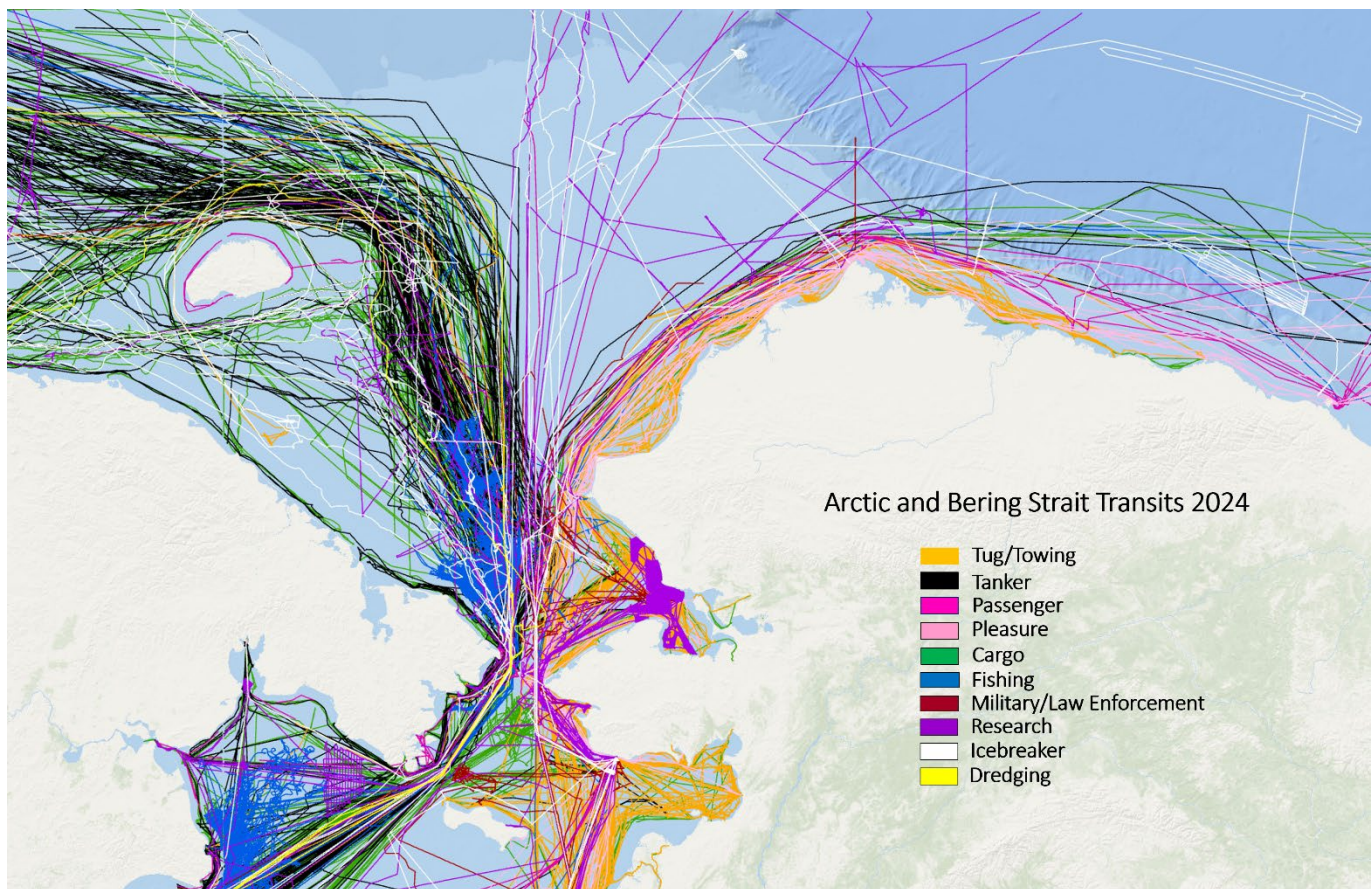 Arctic and Bering Strait Transits 2024
Tug/Towing
Tanker
Passenger
Pleasure
Cargo
Fishing
Military/Law Enforcement
Research
Icebreaker
Dredging